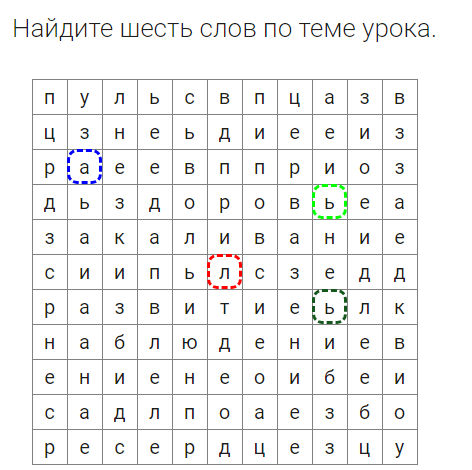 Найдите шесть слов по теме урока.
п у л ь с в п ц а з в
ц з н е ь д и е е и з
р а е е в п п р и о з
д ь з д о р о в ь е а
з а к а л и в а н и е
с и и п ь л с з е д д
р а з в и т и е ь л к
н а б л ю д е н и е в
е н и е н е о и б е и
с а д л п о а е з б о
р е с е р д ц е з ц у